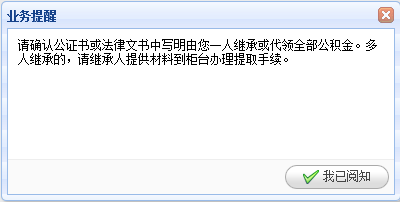 业务提醒
请确认公证书或法律文书中写明由您一人继承或代领全部公积金。多
人继承的，请继承人提供材料到柜台办理提取手续。
我已阅知